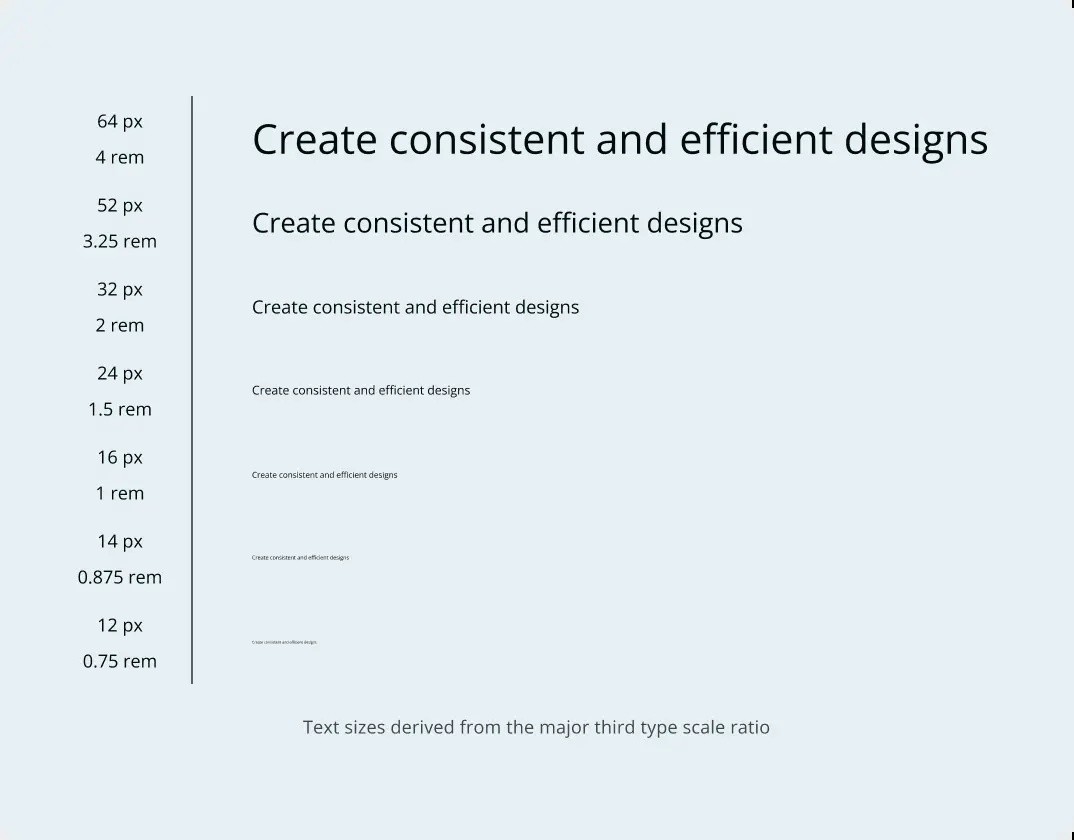 64 px
4 rem
Create consistent and efficient designs
52 px
3.25 rem
Create consistent and efficient designs
32 px
2 rem
Create consistent and efficient designs
24 px
1.5 rem
Create consistent and efficient designs
16 px
1 rem
Create consistent and efficient designs
14 px
0.875 rem
Create consistent and efficient designs
12 px
0.75 rem
Create consistent and efficient designs
Text sizes derived from the major third type scale ratio